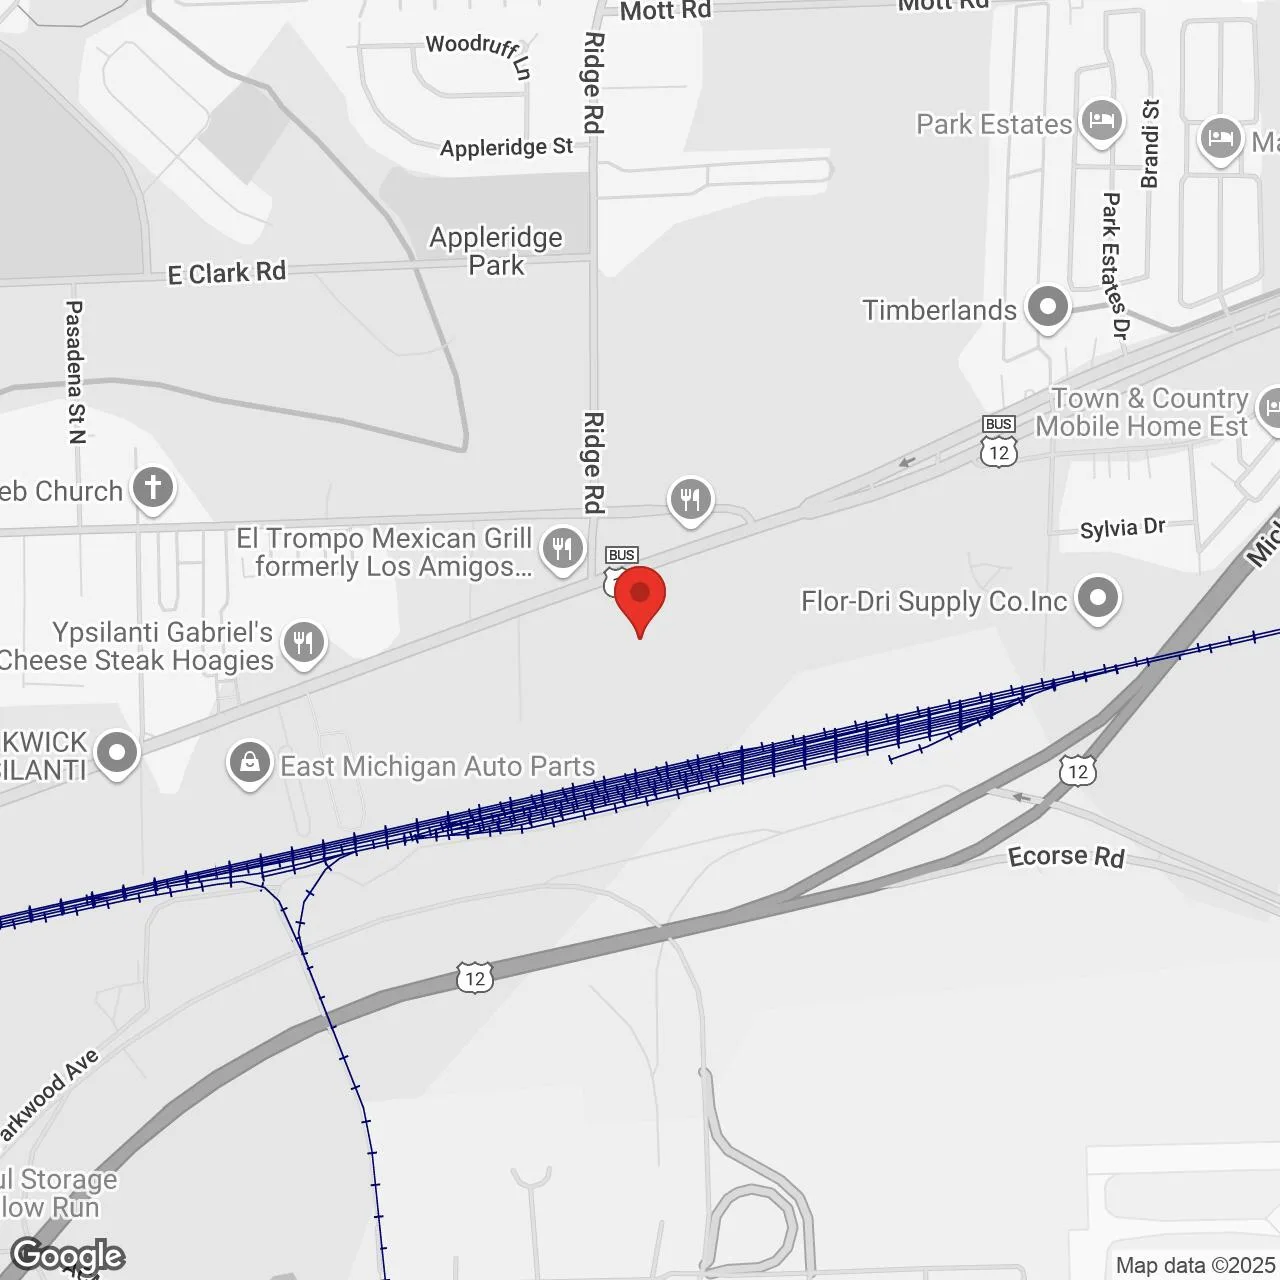 Mott Rd
Mott Rd
Woodruff Ln
Ridge Rd
Appleridge St
Park Estates
Brandi St
Ma
Park Estates Dr
Appleridge
Park
E Clark Rd
Pasadena St N
Timberlands
Town & Country
Mobile Home Est
BUS
12
Ridge Rd
eb Church
El Trompo Mexican Grill
formerly Los Amigos...
BUS
Sylvia Dr
Mich
Flor-Dri Supply Co.Inc
Ypsilanti Gabriel's
Cheese Steak Hoagies
KWICK
SILANTI
East Michigan Auto Parts
12
Ecorse Rd
12
arkwood Ave
ul Storage
low Run
Google
Map data ©2025